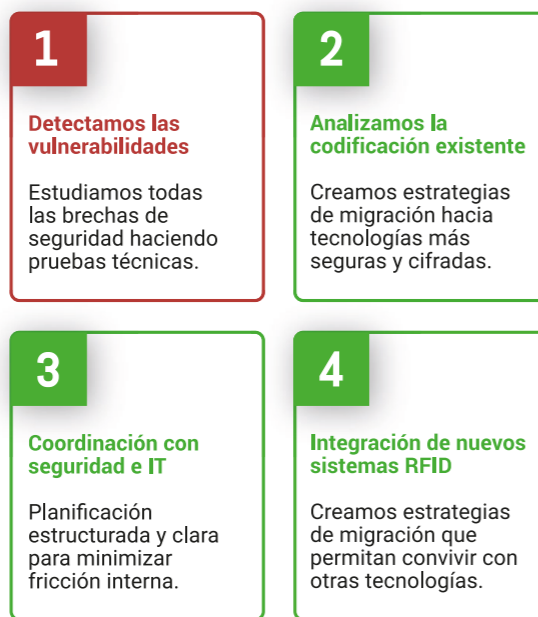 1
Detectamos las
vulnerabilidades
Estudiamos todas
las brechas de
seguridad haciendo
pruebas técnicas.
2
Analizamos la
codificación existente
Creamos estrategias
de migración hacia
tecnologías más
seguras y cifradas.
3
Coordinación con
seguridad e IT
Planificación
estructurada y clara
para minimizar
fricción interna.
4
Integración de nuevos
sistemas RFID
Creamos estrategias
de migración que
permitan convivir con
otras tecnologías.